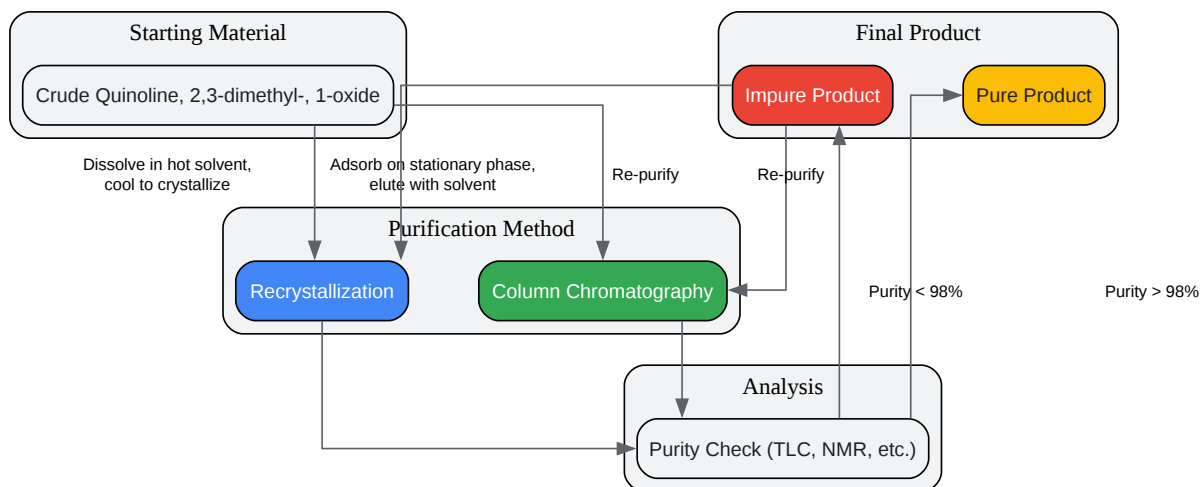 Starting Material
Final Product
Crude Quinoline, 2,3-dimethyl-, 1-oxide
Impure Product
Pure Product
Dissolve in hot solvent,
cool to crystallize
Adsorb on stationary phase,
elute with solvent
Re-purify
Re-purify
Purification Method
Recrystallization
Column Chromatography
Purity < 98%
Purity > 98%
Analysis
Purity Check (TLC, NMR, etc.)